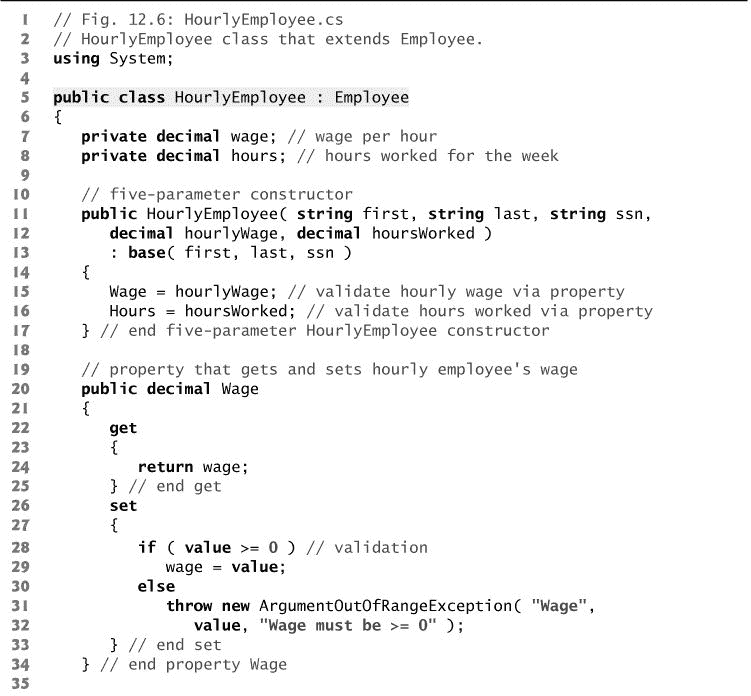 1 // Fig. 12.6: HourlyEmployee.cs
2 // HourlyEmployee class that extends Employee.
3 using System;
4
5 public class HourlyEmployee : Employee
6 {
7 private decimal wage; // wage per hour
8 private decimal hours; // hours worked for the week
9
10 // five-parameter constructor
11 public HourlyEmployee( string first, string last, string ssn,
12 decimal hourlyWage, decimal hoursWorked )
13 : base( first, last, ssn )
14 {
15 Wage = hourlyWage; // validate hourly wage via property
16 Hours = hoursWorked; // validate hours worked via property
17 } // end five-parameter HourlyEmployee constructor
18
19 // property that gets and sets hourly employee's wage
20 public decimal Wage
21 {
22 get
23 {
24 return wage;
25 } // end get
26 set
27 {
28 if ( value >= 0 ) // validation
29 wage = value;
30 else
31 throw new ArgumentOutOfRangeException( "Wage",
32 value, "Wage must be >= 0" );
33 } // end set
34 } // end property Wage
35